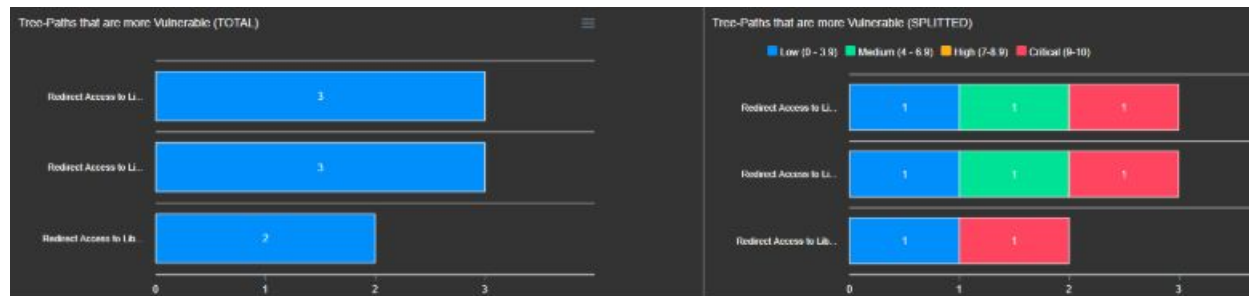 Tree-Paths that are more Vulnerable (TOTAL)
Redirect Access to Li...
3
Redirect Access to Li...
3
Redirect Access to Lib...
2
0 1 2 3
Tree-Paths that are more Vulnerable (SPLITTED)
Low (0 - 3.9) Medium (4 - 6.9) High (7-8.9) Critical (9-10)
Redirect Access to Li...
1 1 1
Redirect Access to Li...
1 1 1
Redirect Access to Lib...
1 1
0 1 2 3